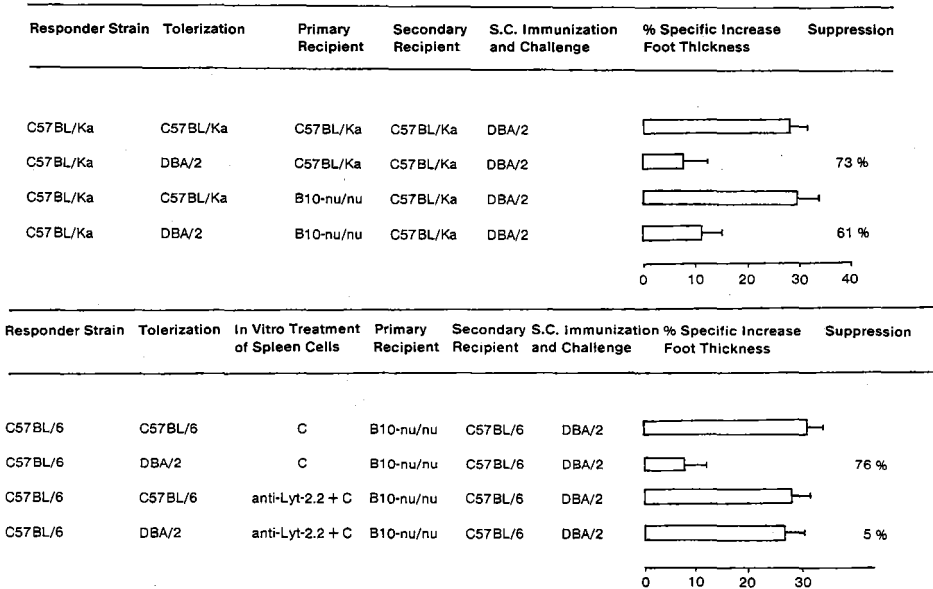 Responder Strain Tolerization Primary Recipient Secondary Recipient S.C. Immunization and Challenge % Specific Increase Foot Thickness Suppression
C57BL/Ka C57BL/Ka C57BL/Ka C57BL/Ka DBA/2
C57BL/Ka DBA/2 C57BL/Ka C57BL/Ka DBA/2 73 %
C57BL/Ka C57BL/Ka B10-nu/nu C57BL/Ka DBA/2
C57BL/Ka DBA/2 B10-nu/nu C57BL/Ka DBA/2 61 %
0 10 20 30 40
Responder Strain Tolerization In Vitro Treatment of Spleen Cells Primary Recipient Secondary Recipient S.C. Immunization and Challenge % Specific Increase Foot Thickness Suppression
C57BL/6 C57BL/6 C B10-nu/nu C57BL/6 DBA/2
C57BL/6 DBA/2 C B10-nu/nu C57BL/6 DBA/2 76 %
C57BL/6 C57BL/6 anti-Lyt-2.2 + C B10-nu/nu C57BL/6 DBA/2
C57BL/6 DBA/2 anti-Lyt-2.2 + C B10-nu/nu C57BL/6 DBA/2 5 %
0 10 20 30